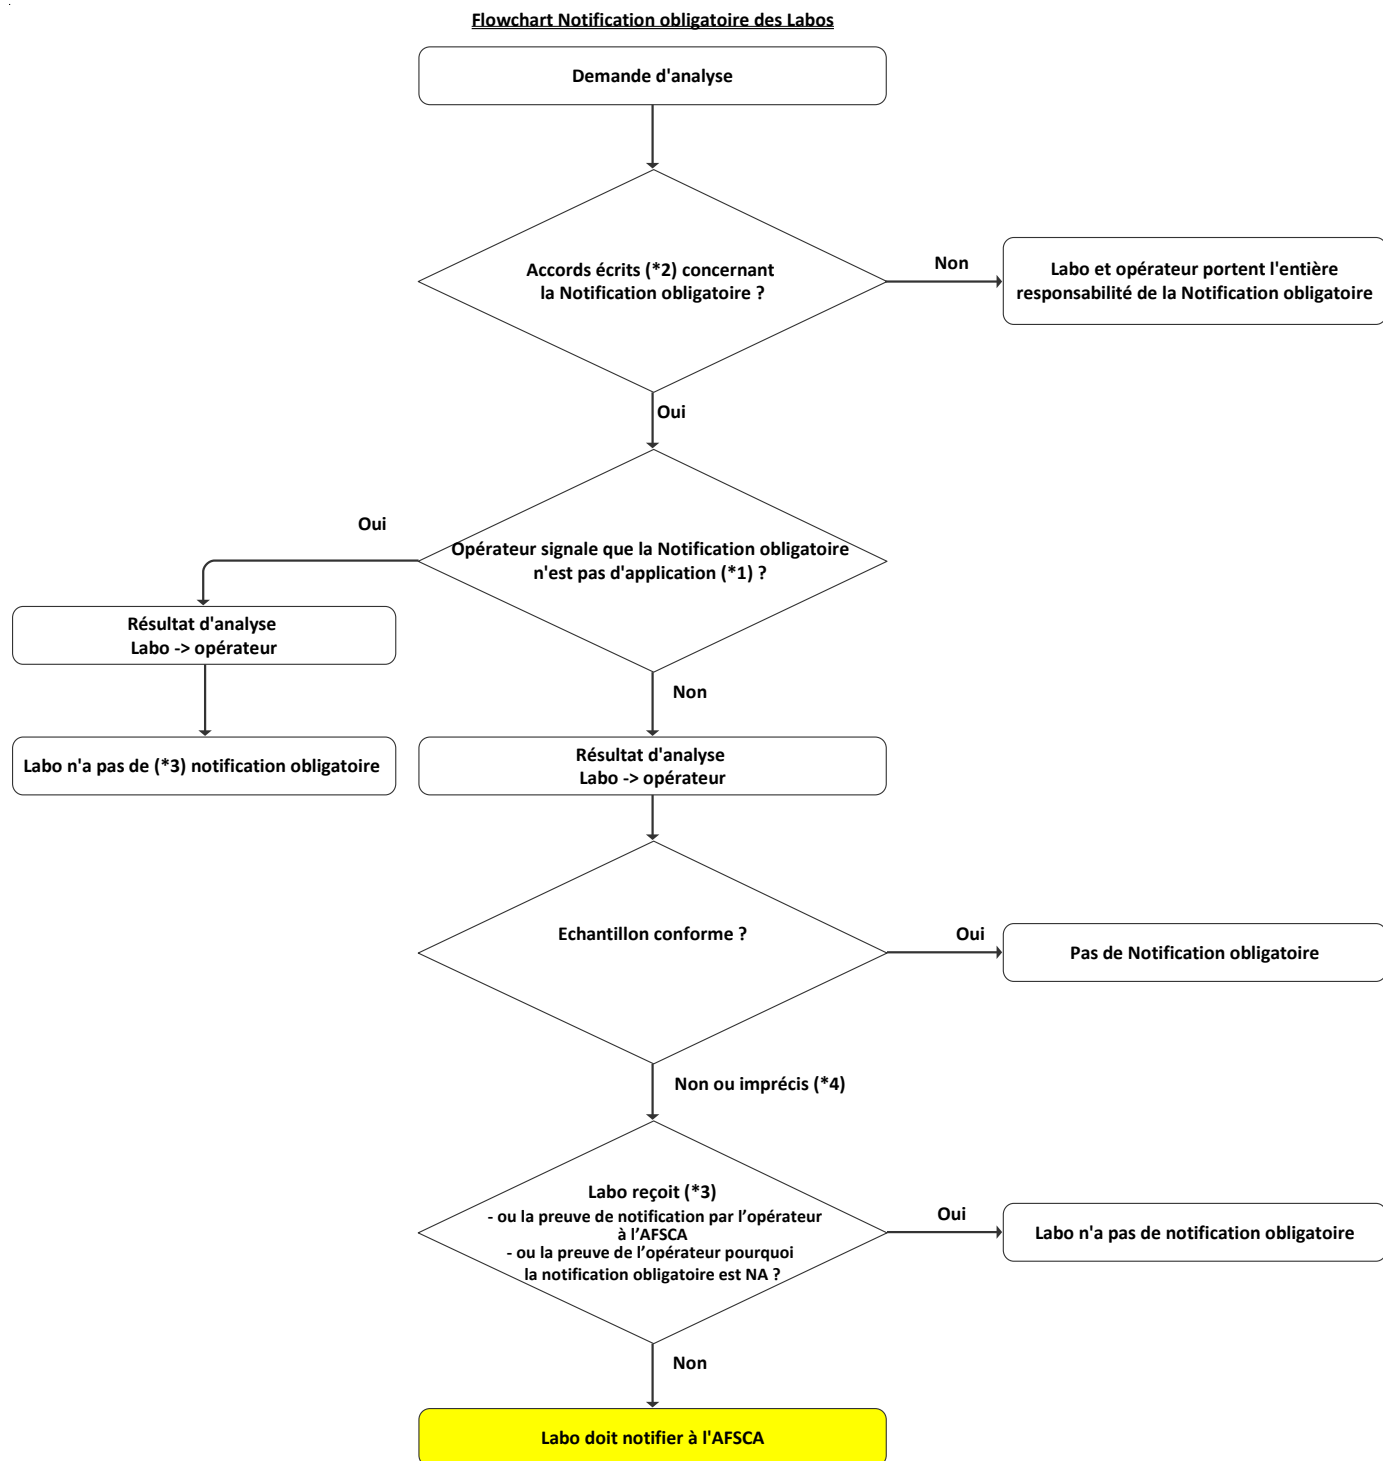 Flowchart Notification obligatoire des Labos
Demande d'analyse
Accords écrits (*2) concernant
la Notification obligatoire ?
Non
Labo et opérateur portent l'entière
responsabilité de la Notification obligatoire
Oui
Oui
Opérateur signale que la Notification obligatoire
n'est pas d'application (*1) ?
Résultat d'analyse
Labo -> opérateur
Non
Labo n'a pas de (*3) notification obligatoire
Résultat d'analyse
Labo -> opérateur
Echantillon conforme ?
Oui
Pas de Notification obligatoire
Non ou imprécis (*4)
Labo reçoit (*3)
- ou la preuve de notification par l’opérateur
à l’AFSCA
- ou la preuve de l’opérateur pourquoi
la notification obligatoire est NA ?
Oui
Labo n'a pas de notification obligatoire
Non
Labo doit notifier à l'AFSCA